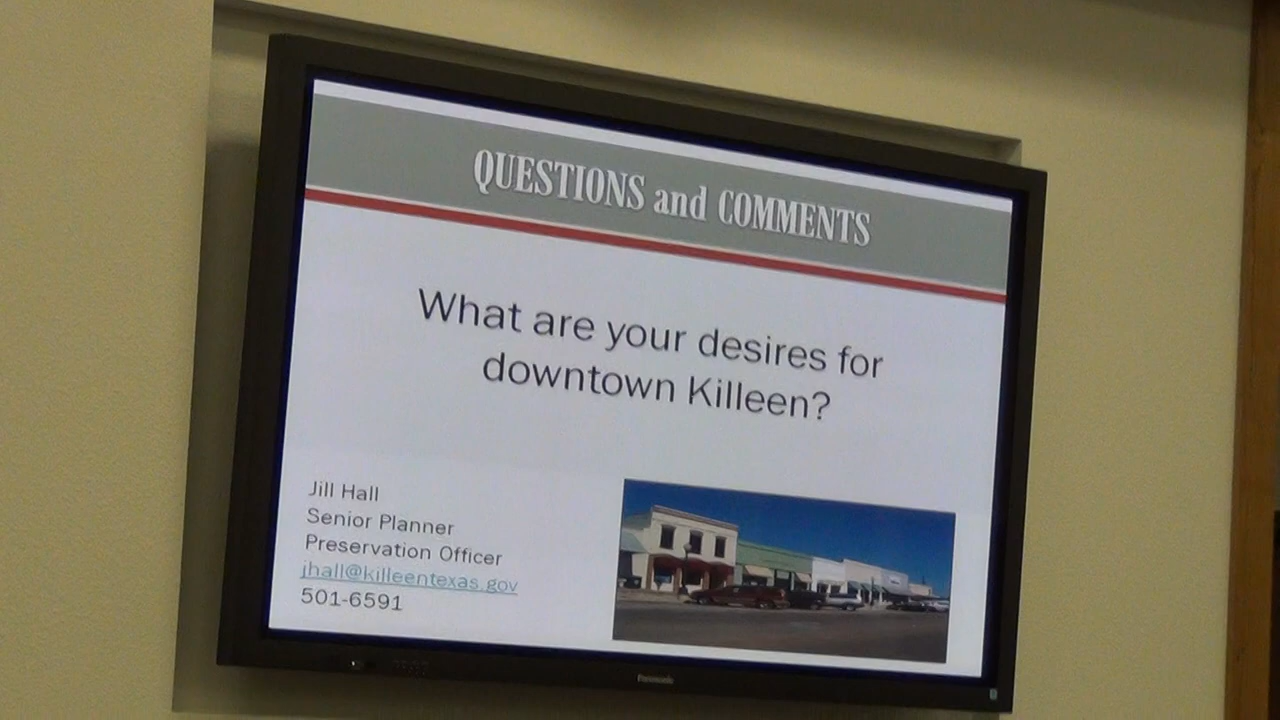 QUESTIONS and COMMENTS
What are your desires for
downtown Killeen?
Jill Hall
Senior Planner
Preservation Officer
jhall@killeentexas.gov
501-6591
Panasonic